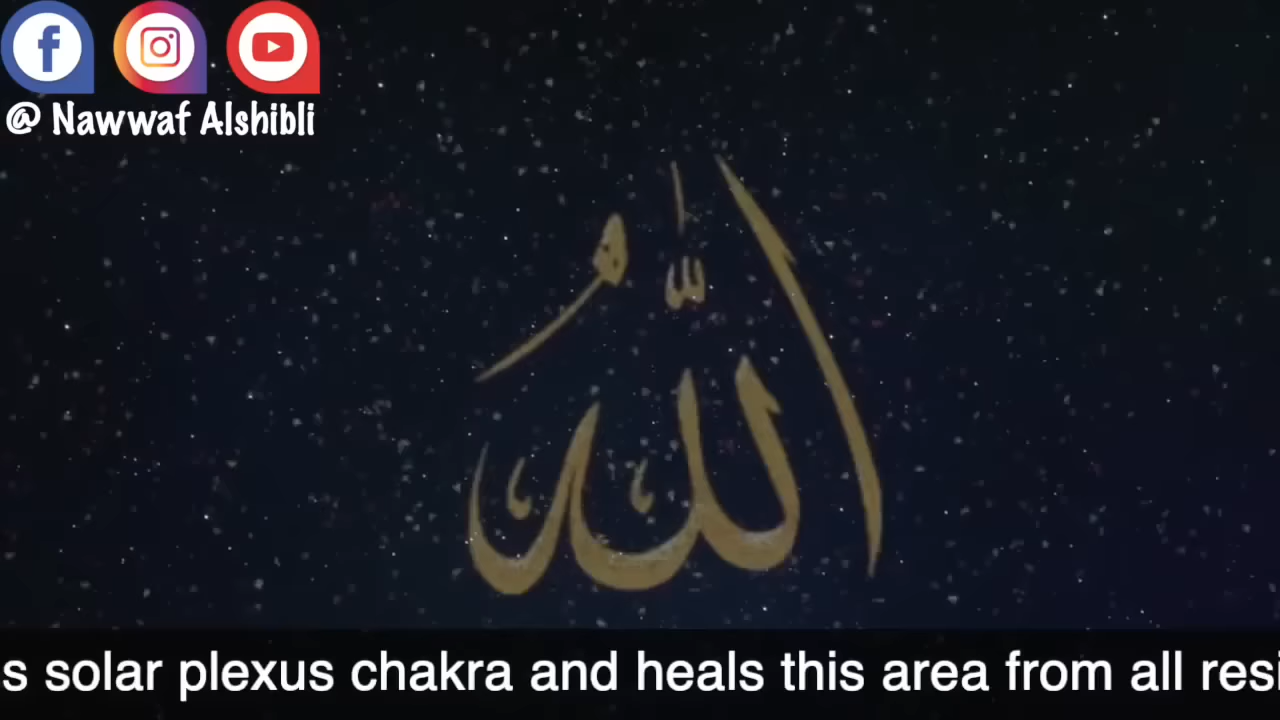 @ Nawwaf Alshibli
الله
s solar plexus chakra and heals this area from all resi